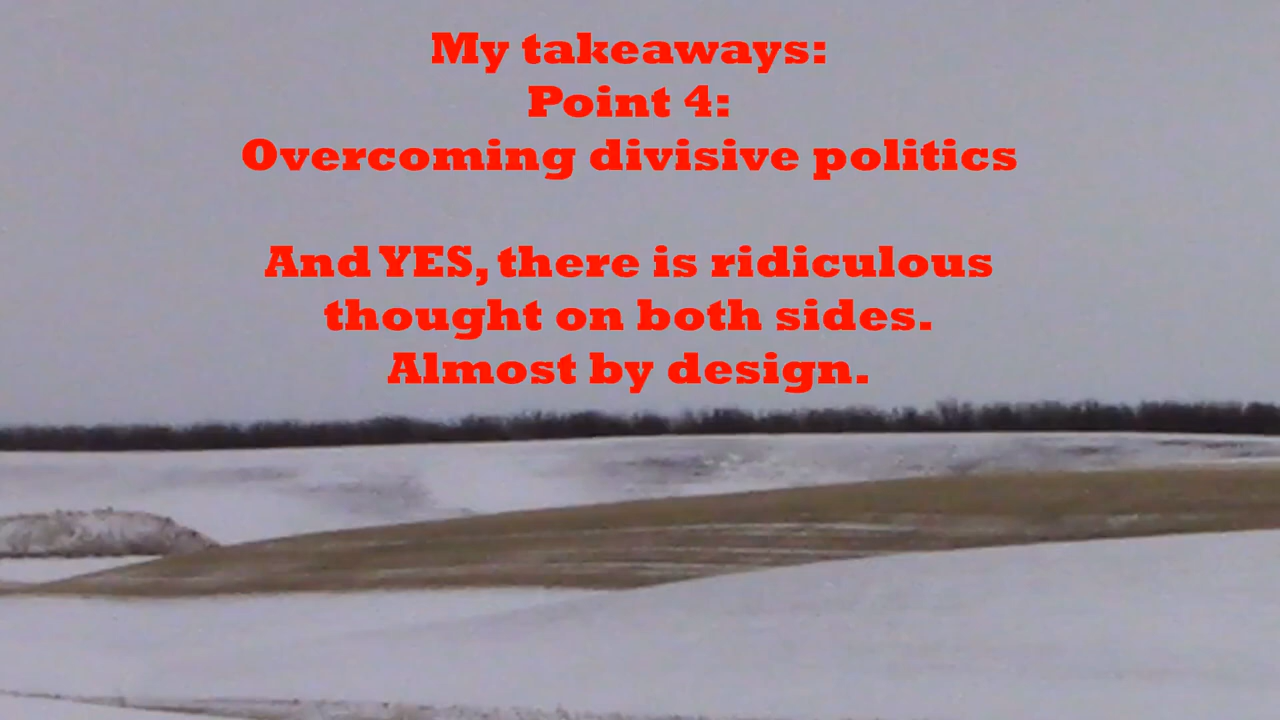 My takeaways:
Point 4:
Overcoming divisive politics
And YES, there is ridiculous
thought on both sides.
Almost by design.